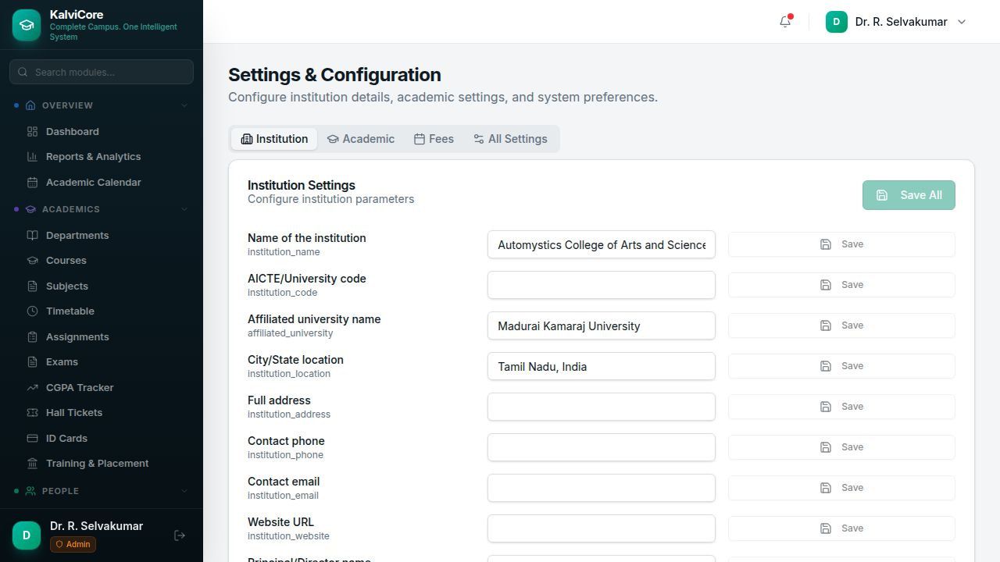 KalviCore
Complete Campus. One Intelligent
System
Search modules...
OVERVIEW
Dashboard
Reports & Analytics
Academic Calendar
ACADEMICS
Departments
Courses
Subjects
Timetable
Assignments
Exams
CGPA Tracker
Hall Tickets
ID Cards
Training & Placement
PEOPLE
D
Dr. R. Selvakumar
Admin
D
Dr. R. Selvakumar
Settings & Configuration
Configure institution details, academic settings, and system preferences.
Institution
Academic
Fees
All Settings
Institution Settings
Configure institution parameters
Save All
Name of the institution
institution_name
Automystics College of Arts and Science
Save
AICTE/University code
institution_code
Save
Affiliated university name
affiliated_university
Madurai Kamaraj University
Save
City/State location
institution_location
Tamil Nadu, India
Save
Full address
institution_address
Save
Contact phone
institution_phone
Save
Contact email
institution_email
Save
Website URL
institution_website
Save
Principal/Director name